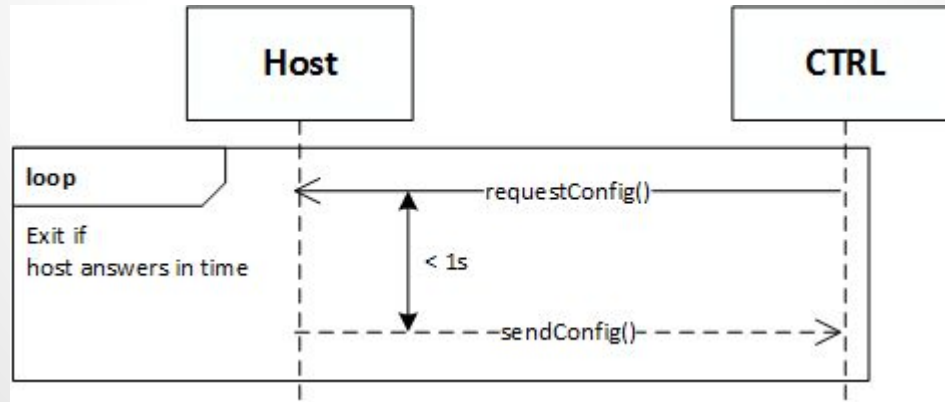 Host
CTRL
loop
requestConfig()
Exit if
host answers in time
< 1s
sendConfig()